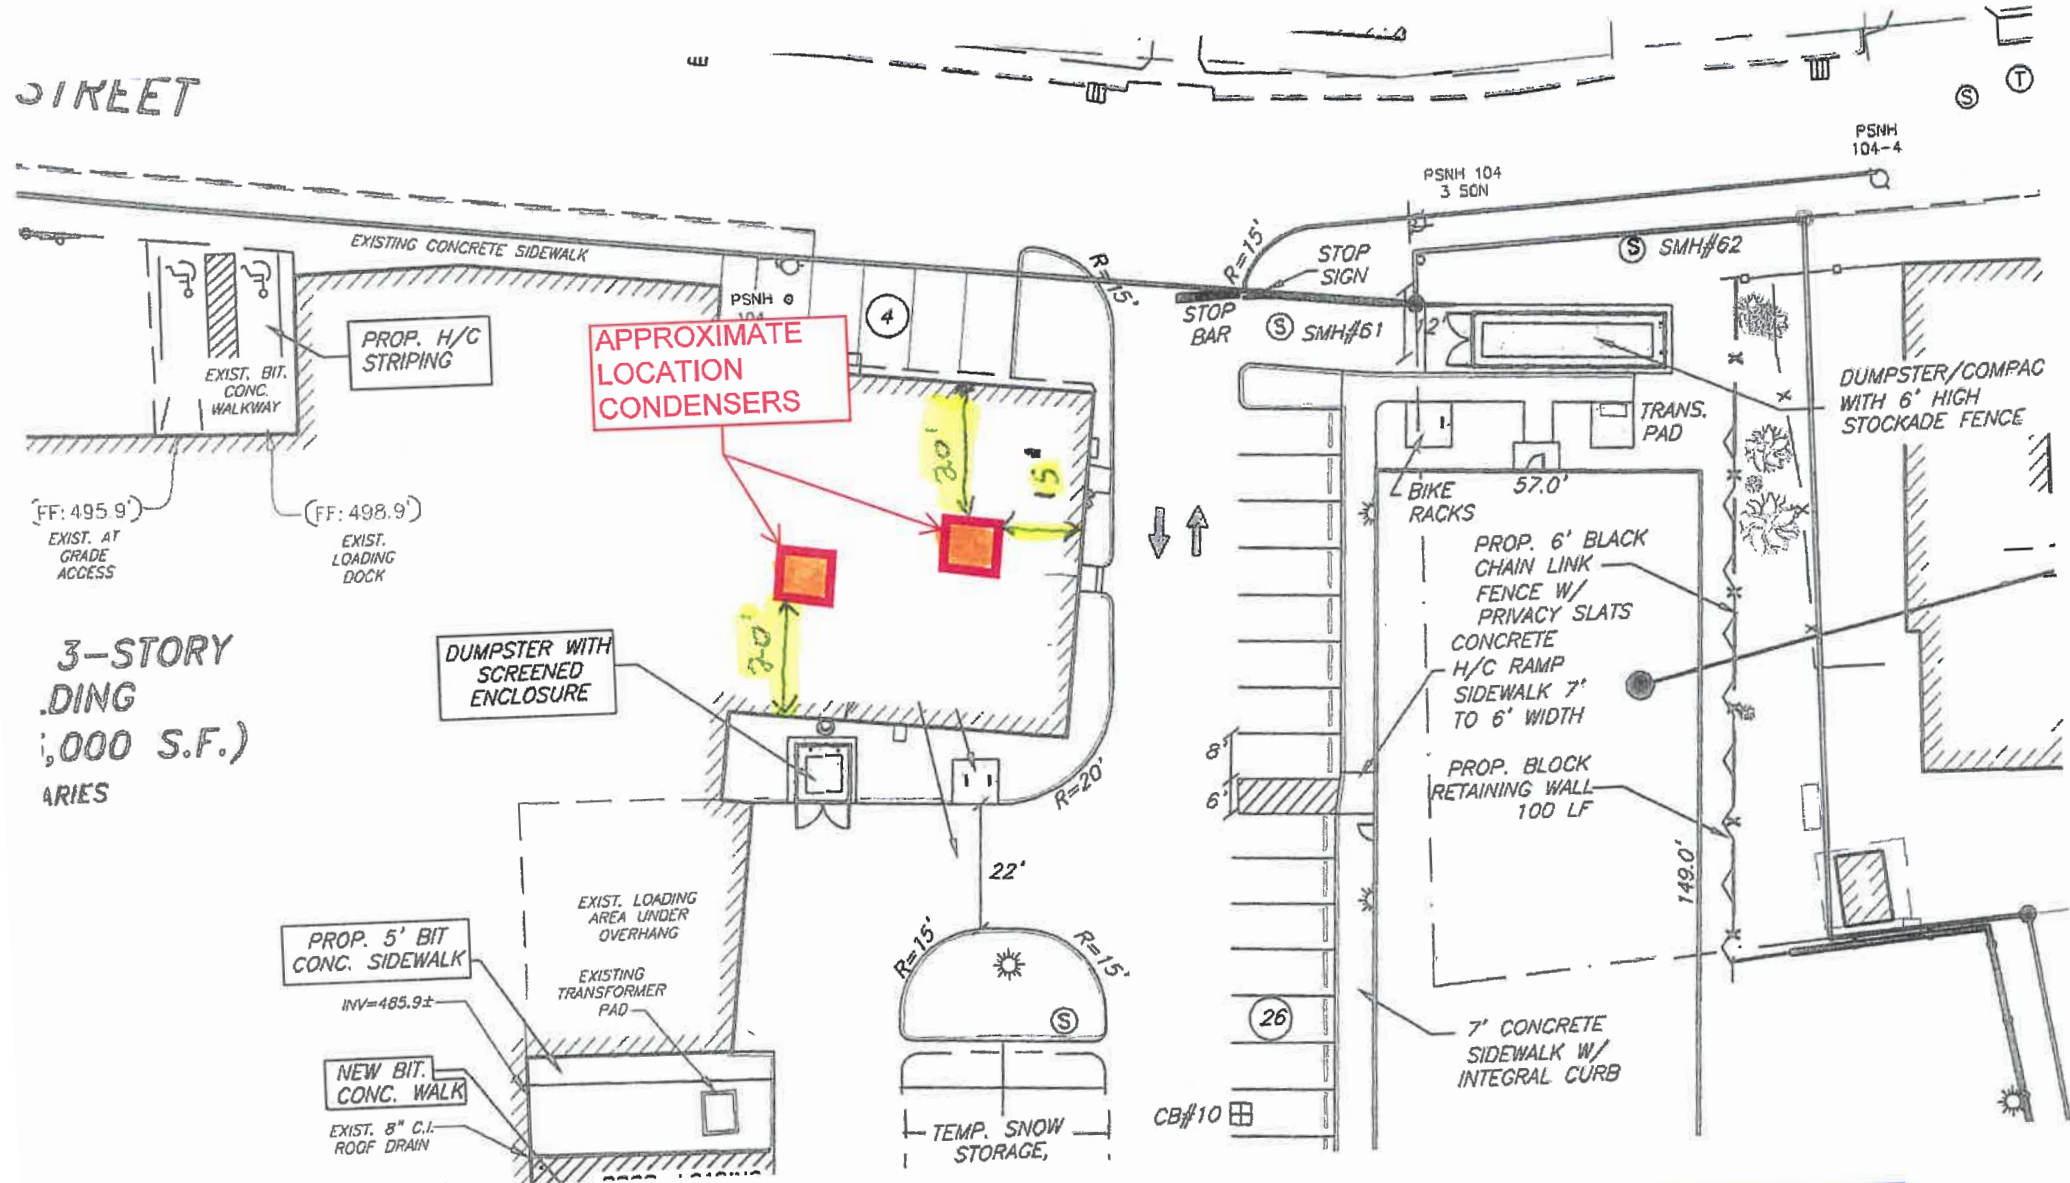 STREET
PSNH
104-4
PSNH 104
3 SON
EXISTING CONCRETE SIDEWALK
R=15'
R=15'
STOP
SIGN
SMH#62
PSNH
104
4
STOP
BAR
SMH#61
12'
PROP. H/C
STRIPING
APPROXIMATE
LOCATION
CONDENSERS
EXIST. BIT.
CONC.
WALKWAY
DUMPSTER/COMPAC
WITH 6' HIGH
STOCKADE FENCE
TRANS.
PAD
20'
15'
BIKE
RACKS
57.0'
(FF: 495.9')
EXIST. AT
GRADE
ACCESS
(FF: 498.9')
EXIST.
LOADING
DOCK
PROP. 6' BLACK
CHAIN LINK
FENCE W/
PRIVACY SLATS
CONCRETE
H/C RAMP
SIDEWALK 7'
TO 6' WIDTH
3-STORY
DING
,000 S.F.)
ARIES
DUMPSTER WITH
SCREENED
ENCLOSURE
20'
R=20'
8'
6'
PROP. BLOCK
RETAINING WALL
100 LF
149.0'
22'
EXIST. LOADING
AREA UNDER
OVERHANG
PROP. 5' BIT
CONC. SIDEWALK
INV=485.9±
EXISTING
TRANSFORMER
PAD
R=15'
R=15'
S
26
7' CONCRETE
SIDEWALK W/
INTEGRAL CURB
NEW BIT.
CONC. WALK
EXIST. 8" C.I.
ROOF DRAIN
CB#10
TEMP. SNOW
STORAGE,
S
T
S
S